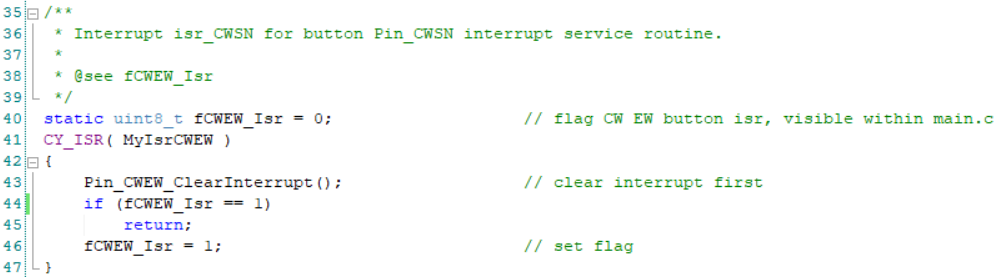 35 /**
36 * Interrupt isr_CWSN for button Pin_CWSN interrupt service routine.
37 *
38 * @see fCWEW_Isr
39 */
40 static uint8_t fCWEW_Isr = 0; // flag CW EW button isr, visible within main.c
41 CY_ISR( MyIsrCWEW )
42 {
43 Pin_CWEW_ClearInterrupt(); // clear interrupt first
44 if (fCWEW_Isr == 1)
45 return;
46 fCWEW_Isr = 1; // set flag
47 }